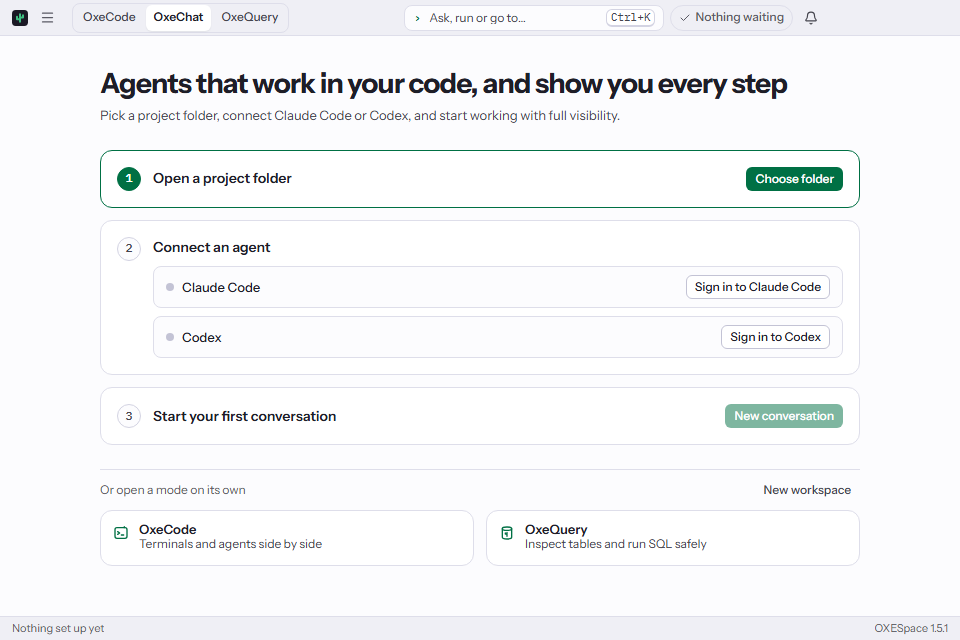 OxeCode
OxeChat
OxeQuery
› Ask, run or go to...
Ctrl+K
Nothing waiting
Agents that work in your code, and show you every step
Pick a project folder, connect Claude Code or Codex, and start working with full visibility.
1
Open a project folder
Choose folder
2
Connect an agent
Claude Code
Sign in to Claude Code
Codex
Sign in to Codex
3
Start your first conversation
New conversation
Or open a mode on its own
New workspace
OxeCode
Terminals and agents side by side
OxeQuery
Inspect tables and run SQL safely
Nothing set up yet
OXESpace 1.5.1